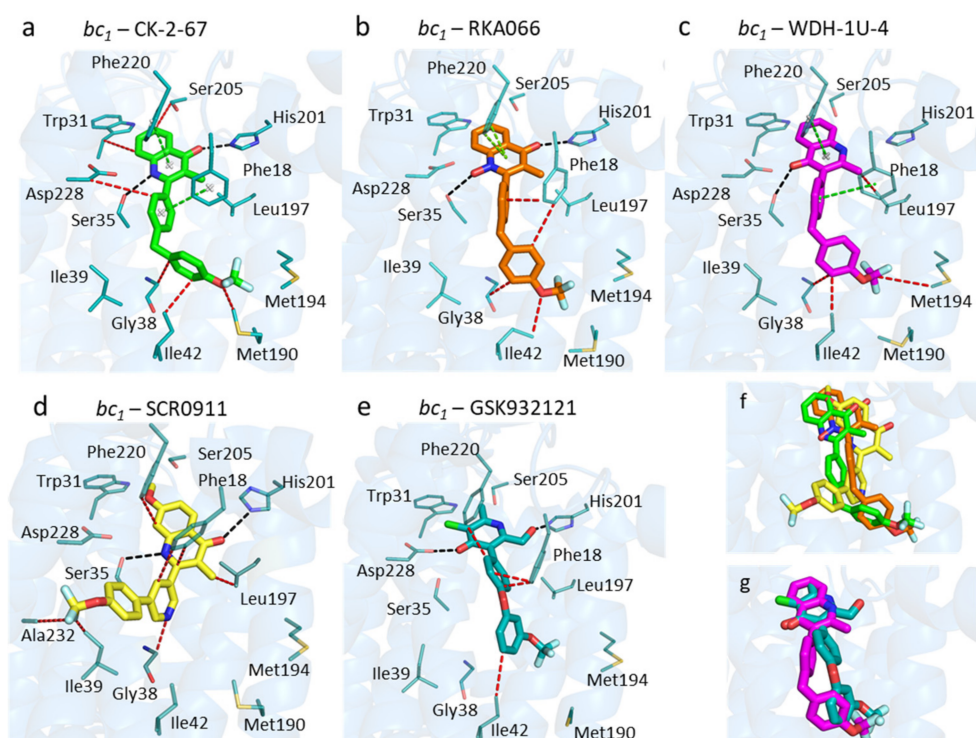 a
bc1 – CK-2-67
Phe220
Ser205
Trp31
His201
Phe18
Asp228
Ser35
Leu197
Ile39
Gly38
Met194
Ile42
Met190
b
bc1 – RKA066
Phe220
Ser205
Trp31
His201
Phe18
Asp228
Ser35
Leu197
Ile39
Gly38
Met194
Ile42
Met190
c
bc1 – WDH-1U-4
Phe220
Ser205
Trp31
His201
Phe18
Asp228
Ser35
Leu197
Ile39
Gly38
Met194
Ile42
Met190
d
bc1 – SCR0911
Phe220
Ser205
Trp31
Phe18
His201
Asp228
Ser35
Leu197
Ala232
Ile39
Gly38
Met194
Ile42
Met190
e
bc1 – GSK932121
Phe220
Ser205
Trp31
His201
Asp228
Phe18
Leu197
Ser35
Ile39
Gly38
Met194
Ile42
Met190
f
g